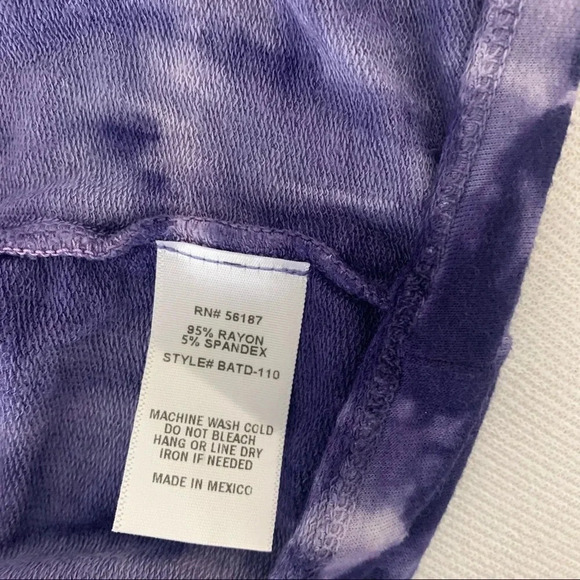 RN# 56187
95% RAYON
5% SPANDEX
STYLE# BATD-110
MACHINE WASH COLD
DO NOT BLEACH
HANG OR LINE DRY
IRON IF NEEDED
MADE IN MEXICO